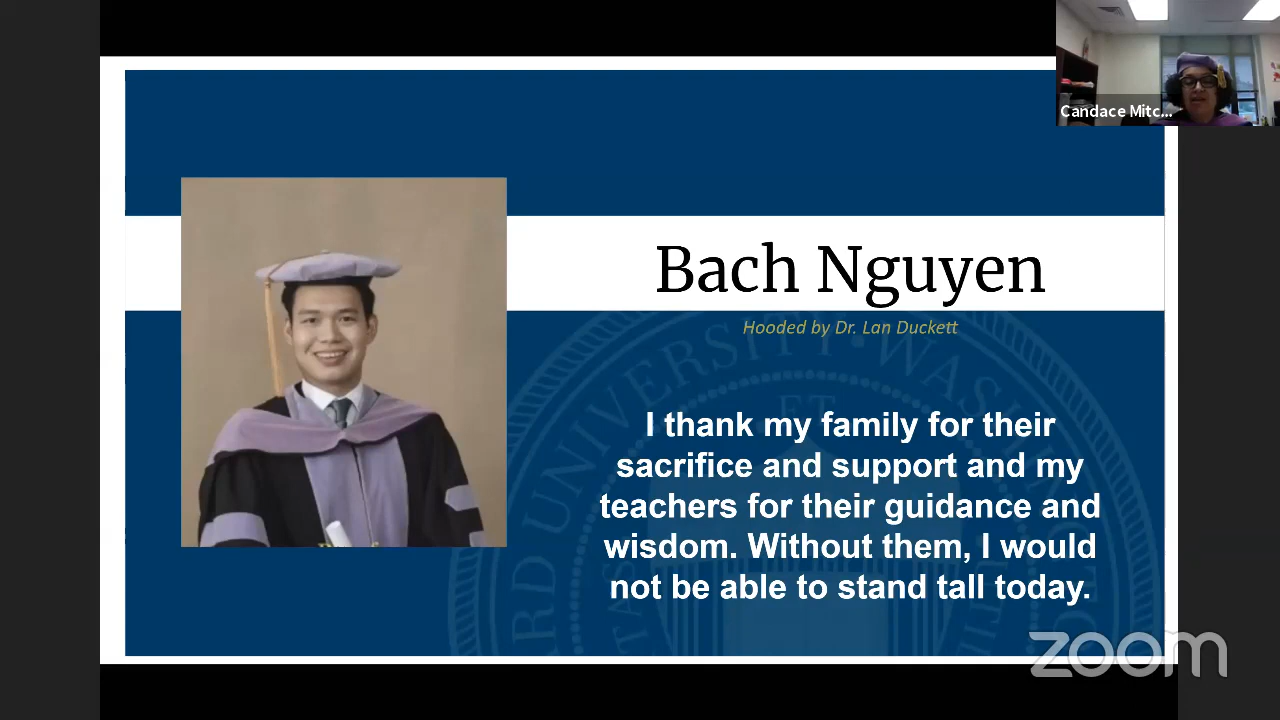 Candace Mitc...
Bach Nguyen
Hooded by Dr. Lan Duckett
I thank my family for their
sacrifice and support and my
teachers for their guidance and
wisdom. Without them, I would
not be able to stand tall today.
zoom